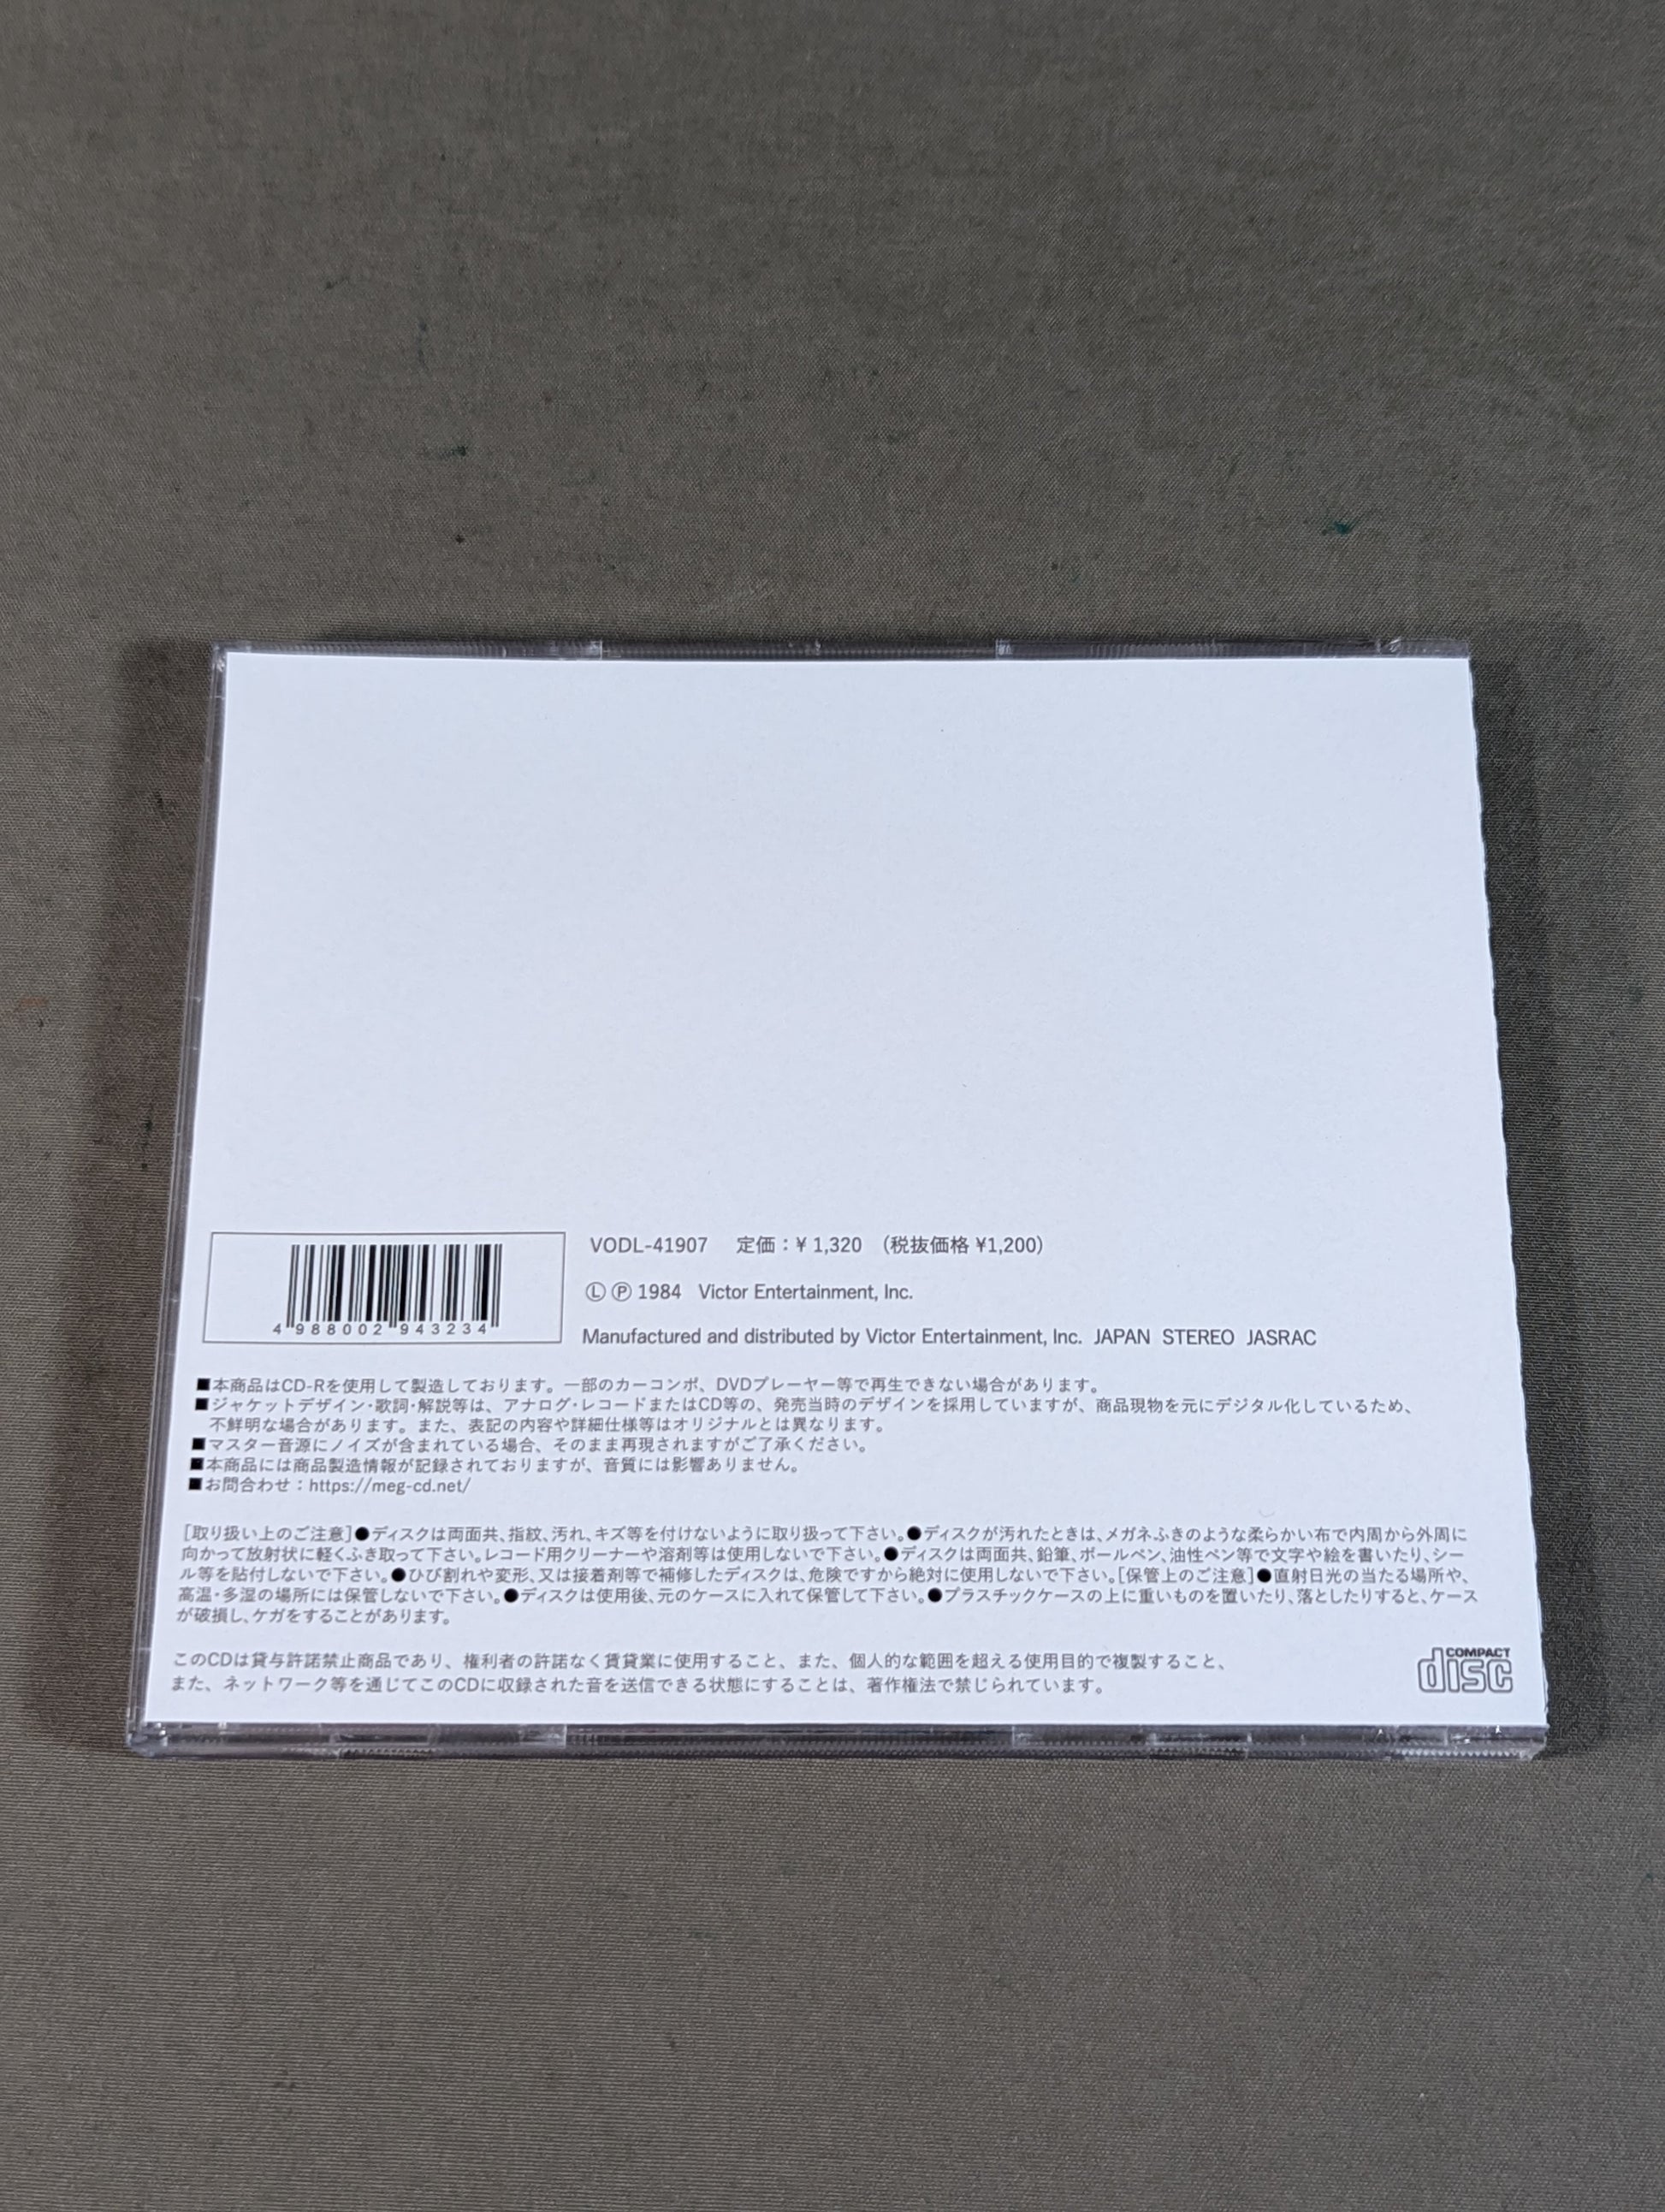 VODL-41907 定価：¥ 1,320 （税抜価格 ¥1,200）
Ⓛ Ⓟ 1984 Victor Entertainment, Inc.
4 988002 943234
Manufactured and distributed by Victor Entertainment, Inc. JAPAN STEREO JASRAC
■本商品はCD-Rを使用して製造しております。一部のカーコンポ、DVDプレーヤー等で再生できない場合があります。
■ジャケットデザイン・歌詞・解説等は、アナログ・レコードまたはCD等の、発売当時のデザインを採用していますが、商品現物を元にデジタル化しているため、
不鮮明な場合があります。また、表記の内容や詳細仕様等はオリジナルとは異なります。
■マスター音源にノイズが含まれている場合、そのまま再現されますがご了承ください。
■本商品には商品製造情報が記録されておりますが、音質には影響ありません。
■お問合わせ：https://meg-cd.net/
[取り扱い上のご注意]●ディスクは両面共、指紋、汚れ、キズ等を付けないように取り扱って下さい。●ディスクが汚れたときは、メガネふきのような柔らかい布で内周から外周に
向かって放射状に軽くふき取って下さい。レコード用クリーナーや溶剤等は使用しないで下さい。●ディスクは両面共、鉛筆、ボールペン、油性ペン等で文字や絵を書いたり、シー
ル等を貼付しないで下さい。●ひび割れや変形、又は接着剤等で補修したディスクは、危険ですから絶対に使用しないで下さい。[保管上のご注意]●直射日光の当たる場所や、
高温・多湿の場所には保管しないで下さい。●ディスクは使用後、元のケースに入れて保管して下さい。●プラスチックケースの上に重いものを置いたり、落としたりすると、ケース
が破損し、ケガをすることがあります。
このCDは貸与許諾禁止商品であり、権利者の許諾なく賃貸業に使用すること、また、個人的な範囲を超える使用目的で複製すること、
また、ネットワーク等を通じてこのCDに収録された音を送信できる状態にすることは、著作権法で禁じられています。
COMPACT
disc